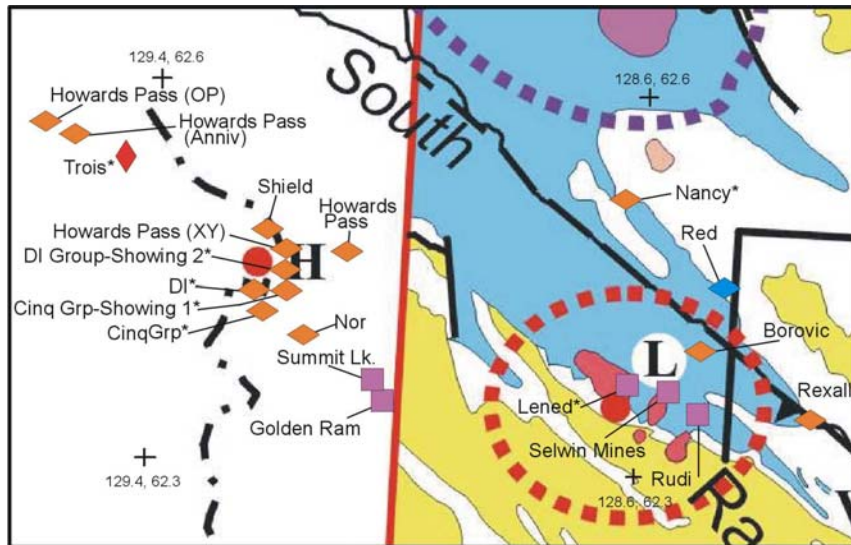 129.4, 62.6
128.6, 62.6
South
Howards Pass (OP)
Howards Pass
(Anniv)
Trois*
Shield
Nancy*
Howards
Pass
Howards Pass (XY)
H
DI Group-Showing 2*
Red
DI*
Cinq Grp-Showing 1*
CinqGrp*
Nor
Borovic
L
Summit Lk.
Rexall
Lened*
Golden Ram
Selwin Mines
Rudi
129.4, 62.3
128.6, 62.3
Ra